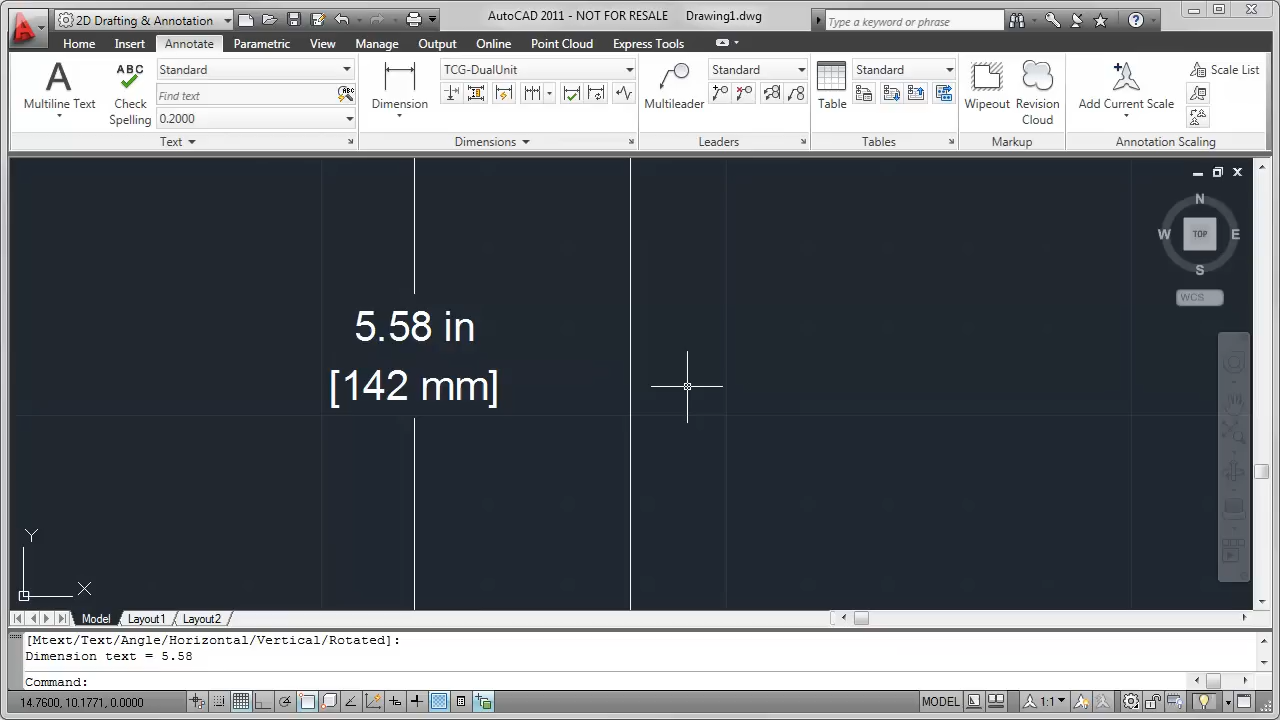 2D Drafting & Annotation
AutoCAD 2011 - NOT FOR RESALE Drawing1.dwg
Type a keyword or phrase
Home Insert Annotate Parametric View Manage Output Online Point Cloud Express Tools
A
Multiline Text
ABC
Check
Spelling
Standard
Find text
ABC
0.2000
Text
Dimension
TCG-DualUnit
Dimensions
Multileader
Standard
Leaders
Table
Standard
Tables
Wipeout
Revision
Cloud
Markup
Add Current Scale
Scale List
Annotation Scaling
N
W TOP E
S
WCS
5.58 in
[142 mm]
Y
X
Model Layout1 Layout2
[Mtext/Text/Angle/Horizontal/Vertical/Rotated]:
Dimension text = 5.58
Command:
14.7600, 10.1771, 0.0000
MODEL
1:1